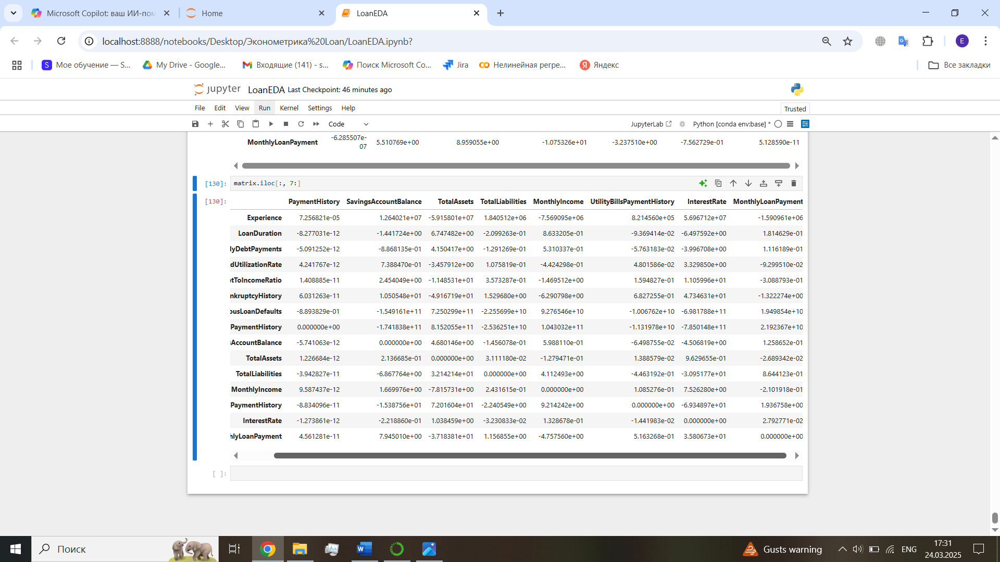 Microsoft Copilot: ваш ИИ-пом
Home
LoanEDA
localhost:8888/notebooks/Desktop/Эконометрика%20Loan/LoanEDA.ipynb?
E
Мое обучение — S...
My Drive - Google...
Входящие (141) - s...
Поиск Microsoft Co...
Jira
Нелинейная регре...
Яндекс
Все закладки
jupyter LoanEDA Last Checkpoint: 46 minutes ago
File Edit View Run Kernel Settings Help
Trusted
Code
JupyterLab
Python [conda env:base] *
MonthlyLoanPayment -6.285507e-07 5.510769e+00 8.959055e+00 -1.075326e+01 -3.237510e+00 -7.562729e-01 5.128590e-11
[130]: matrix.iloc[:, 7:]
[130]: PaymentHistory SavingsAccountBalance TotalAssets TotalLiabilities MonthlyIncome UtilityBillsPaymentHistory InterestRate MonthlyLoanPayment
Experience 7.256821e-05 1.264021e+07 -5.915801e+07 1.840512e+06 -7.569095e+06 8.214560e+05 5.696712e+07 -1.590961e+06
LoanDuration -8.277031e-12 -1.441724e+00 6.747482e+00 -2.099263e-01 8.633205e-01 -9.369414e-02 -6.497592e+00 1.814629e-01
lyDebtPayments -5.091252e-12 -8.868135e-01 4.150417e+00 -1.291269e-01 5.310337e-01 -5.763183e-02 -3.996708e+00 1.116189e-01
dUtilizationRate 4.241767e-12 7.388470e-01 -3.457912e+00 1.075819e-01 -4.424298e-01 4.801586e-02 3.329850e+00 -9.299510e-02
otToIncomeRatio 1.408885e-11 2.454049e+00 -1.148531e+01 3.573287e-01 -1.469512e+00 1.594827e-01 1.105996e+01 -3.088793e-01
nkruptcyHistory 6.031263e-11 1.050548e+01 -4.916719e+01 1.529680e+00 -6.290798e+00 6.827255e-01 4.734631e+01 -1.322274e+00
ousLoanDefaults -8.893829e-01 -1.549161e+11 7.250299e+11 -2.255699e+10 9.276546e+10 -1.006762e+10 -6.981788e+11 1.949854e+10
PaymentHistory 0.000000e+00 -1.741838e+11 8.152055e+11 -2.536251e+10 1.043032e+11 -1.131978e+10 -7.850148e+11 2.192367e+10
sAccountBalance -5.741063e-12 0.000000e+00 4.680146e+00 -1.456078e-01 5.988110e-01 -6.498755e-02 -4.506819e+00 1.258652e-01
TotalAssets 1.226684e-12 2.136685e-01 0.000000e+00 3.111180e-02 -1.279471e-01 1.388579e-02 9.629655e-01 -2.689342e-02
TotalLiabilities -3.942827e-11 -6.867764e+00 3.214214e+01 0.000000e+00 4.112493e+00 -4.463192e-01 -3.095177e+01 8.644123e-01
MonthlyIncome 9.587437e-12 1.669976e+00 -7.815731e+00 2.431615e-01 0.000000e+00 1.085276e-01 7.526280e+00 -2.101918e-01
PaymentHistory -8.834096e-11 -1.538756e+01 7.201604e+01 -2.240549e+00 9.214242e+00 0.000000e+00 -6.934897e+01 1.936758e+00
InterestRate -1.273861e-12 -2.218860e-01 1.038459e+00 -3.230833e-02 1.328678e-01 -1.441983e-02 0.000000e+00 2.792771e-02
hlyLoanPayment 4.561281e-11 7.945010e+00 -3.718381e+01 1.156855e+00 -4.757560e+00 5.163268e-01 3.580673e+01 0.000000e+00
[ ]:
Поиск
Gusts warning
ENG
17:31
24.03.2025